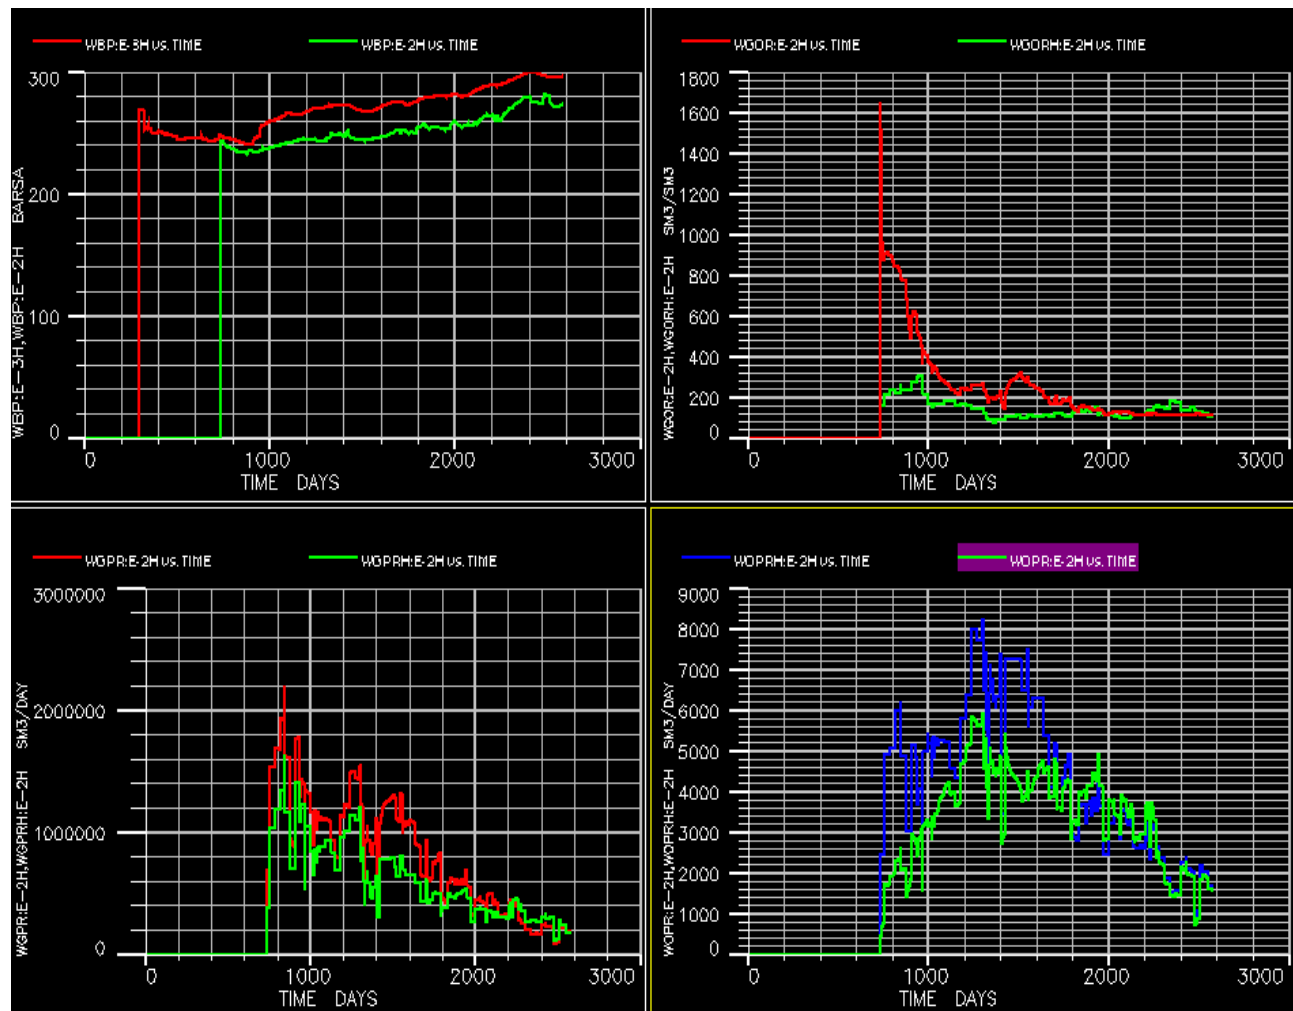 WBP:E-3H vs. TIME WBP:E-2H vs. TIME
300
200
100
0
0 1000 2000 3000
TIME DAYS
WBP:E-3H,WBP:E-2H BARSA
WGOR:E-2H vs. TIME WGORH:E-2H vs. TIME
1800
1600
1400
1200
1000
800
600
400
200
0
0 1000 2000 3000
TIME DAYS
WGOR:E-2H,WGORH:E-2H SM3/SM3
WGPR:E-2H vs. TIME WGPRH:E-2H vs. TIME
3000000
2000000
1000000
0
0 1000 2000 3000
TIME DAYS
WGPR:E-2H,WGPRH:E-2H SM3/DAY
WOPRH:E-2H vs. TIME WOPR:E-2H vs. TIME
9000
8000
7000
6000
5000
4000
3000
2000
1000
0
0 1000 2000 3000
TIME DAYS
WOPR:E-2H,WOPRH:E-2H SM3/DAY